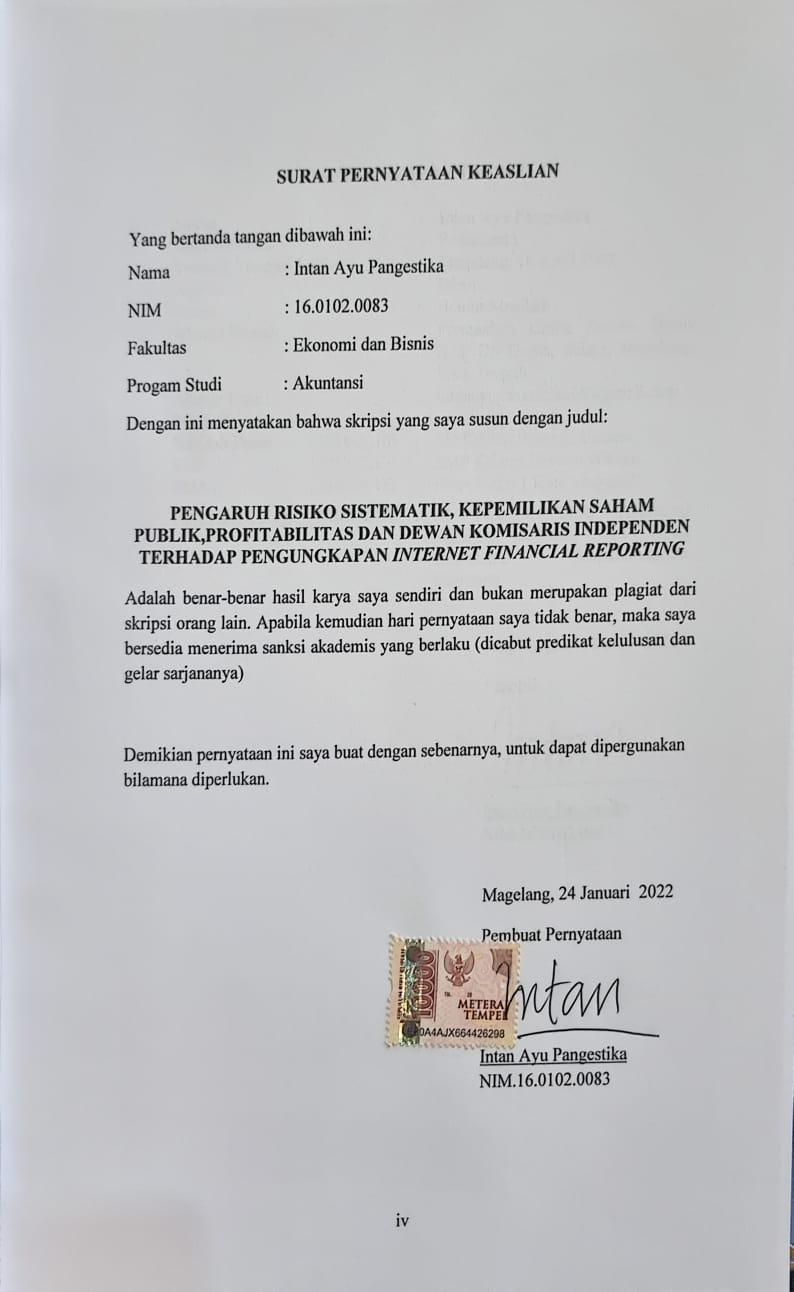 SURAT PERNYATAAN KEASLIAN
Yang bertanda tangan dibawah ini:
Nama : Intan Ayu Pangestika
NIM : 16.0102.0083
Fakultas : Ekonomi dan Bisnis
Progam Studi : Akuntansi
Dengan ini menyatakan bahwa skripsi yang saya susun dengan judul:
PENGARUH RISIKO SISTEMATIK, KEPEMILIKAN SAHAM
PUBLIK,PROFITABILITAS DAN DEWAN KOMISARIS INDEPENDEN
TERHADAP PENGUNGKAPAN INTERNET FINANCIAL REPORTING
Adalah benar-benar hasil karya saya sendiri dan bukan merupakan plagiat dari
skripsi orang lain. Apabila kemudian hari pernyataan saya tidak benar, maka saya
bersedia menerima sanksi akademis yang berlaku (dicabut predikat kelulusan dan
gelar sarjananya)
Demikian pernyataan ini saya buat dengan sebenarnya, untuk dapat dipergunakan
bilamana diperlukan.
Magelang, 24 Januari 2022
Pembuat Pernyataan
10000
METERA
TEMPE
0A4AJX664426298
Intan
Intan Ayu Pangestika
NIM.16.0102.0083
iv